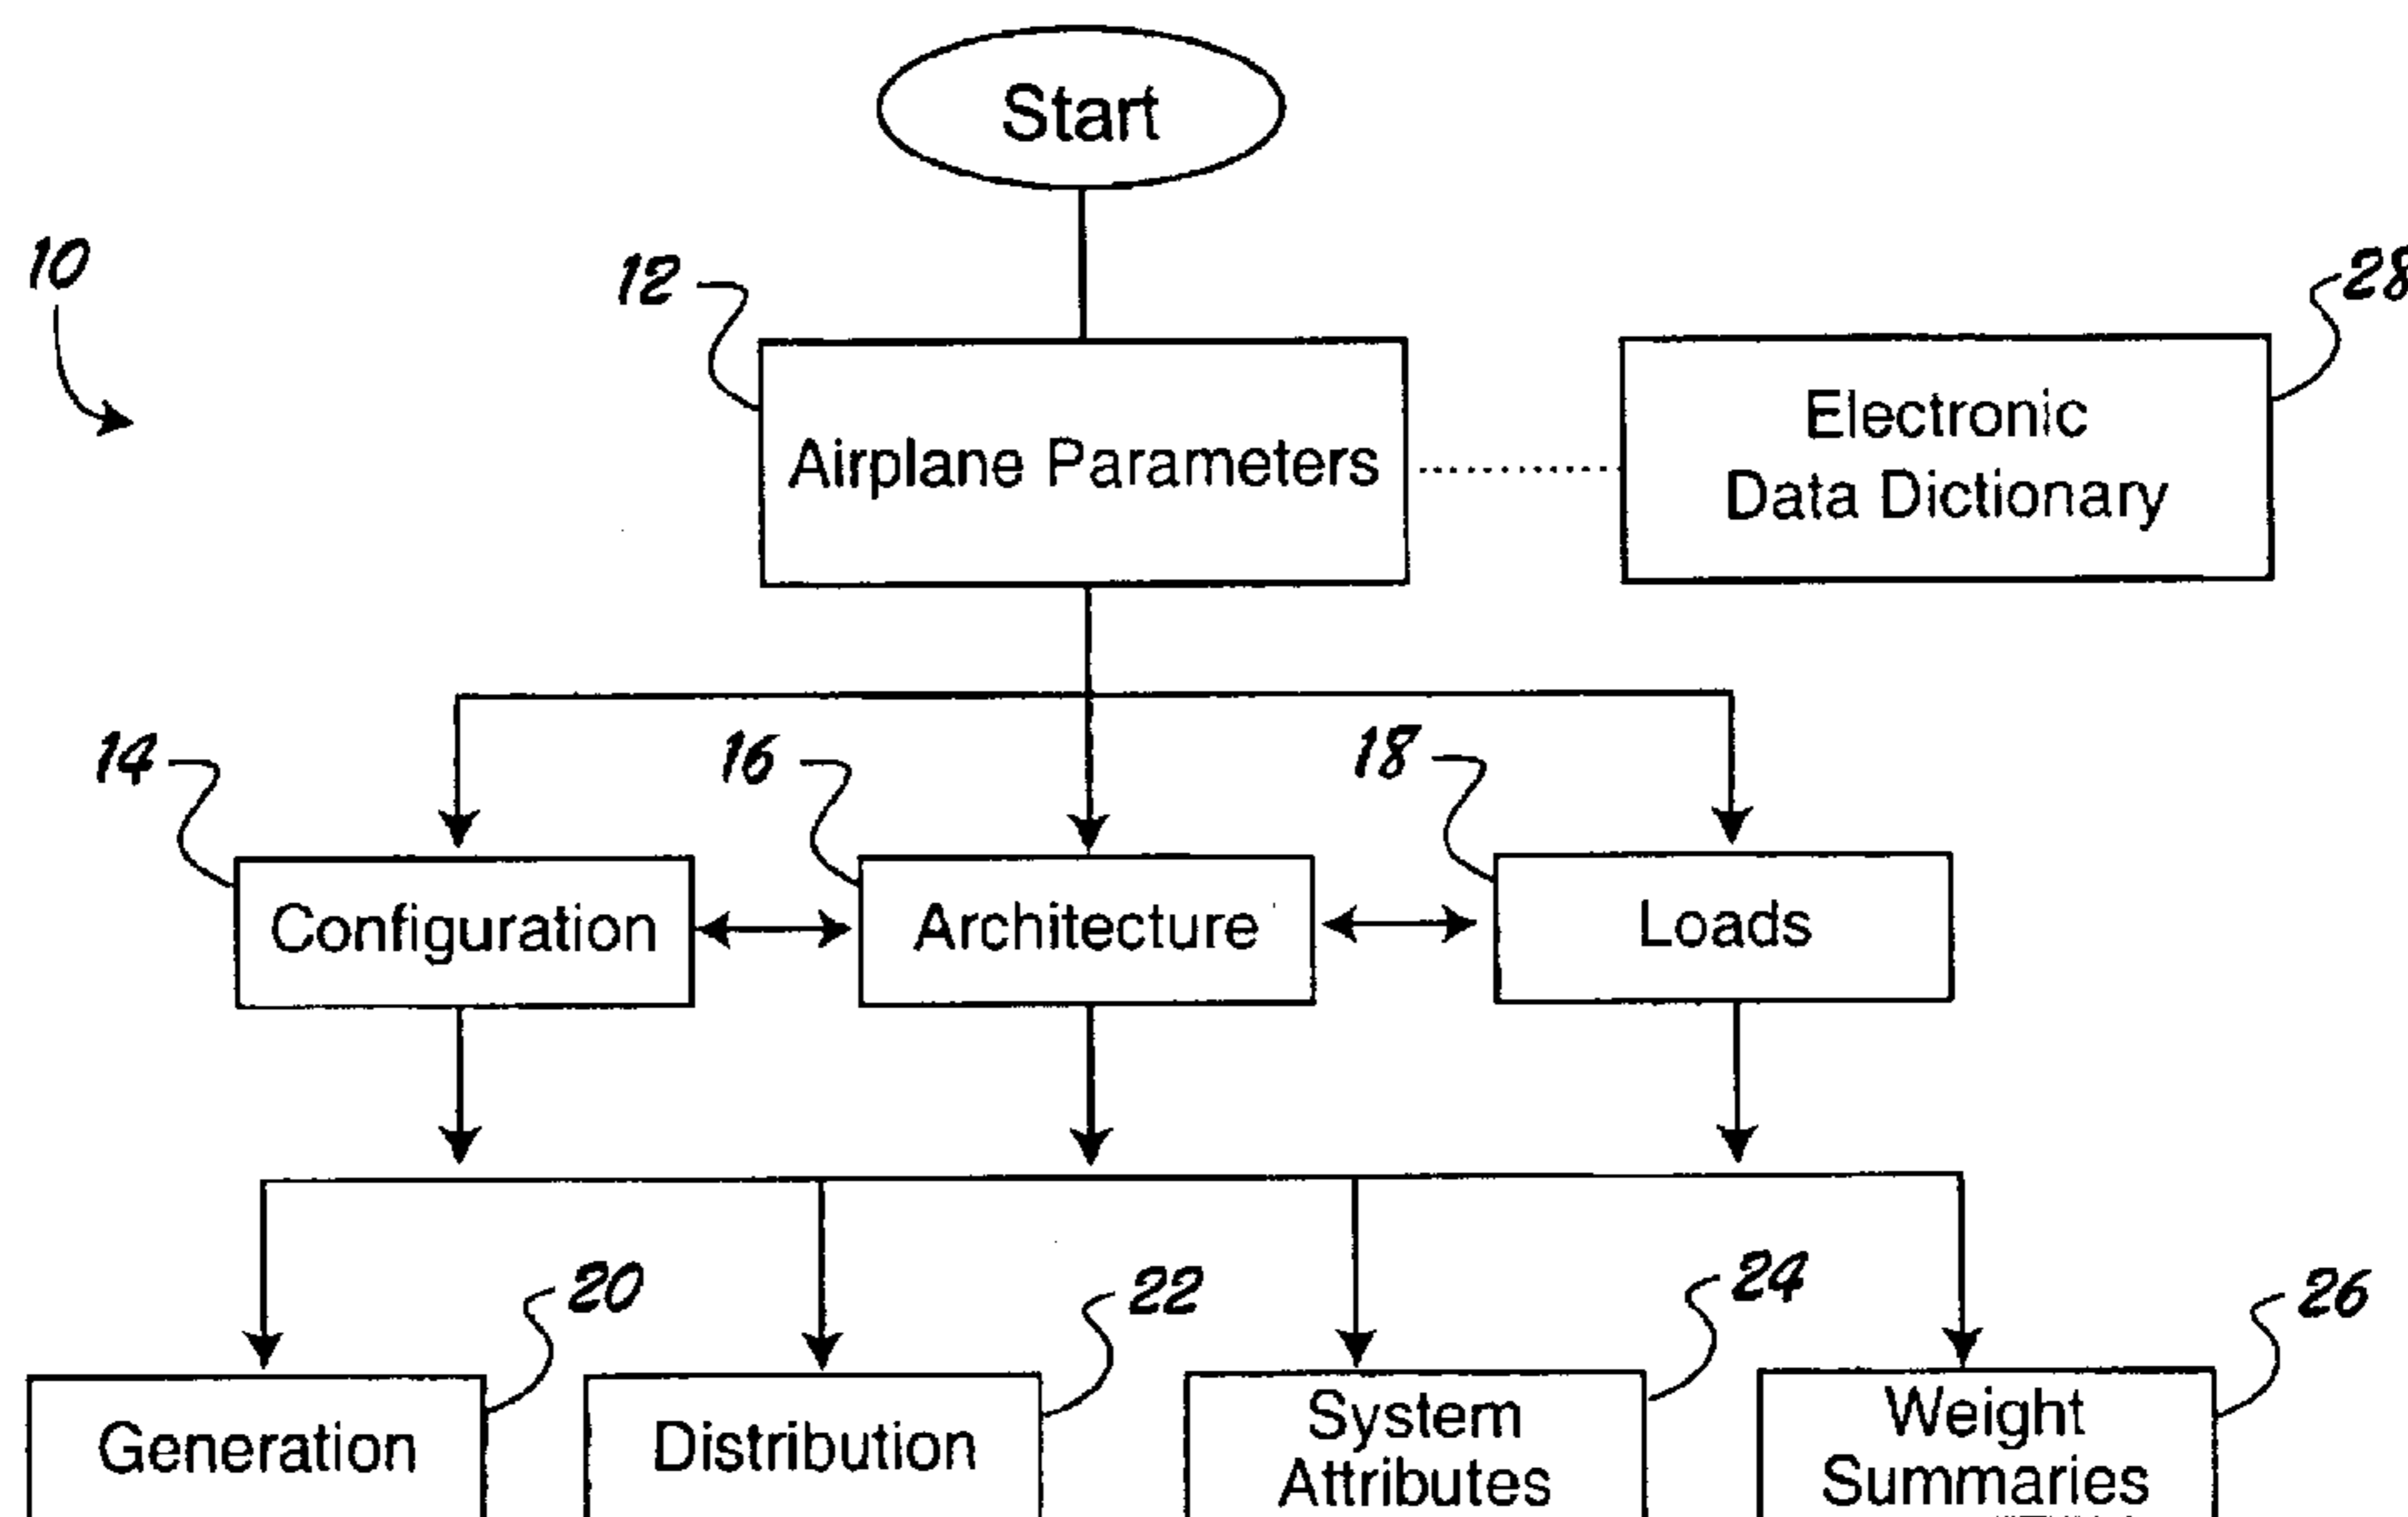 Start
10
12
28
Airplane Parameters
Electronic
Data Dictionary
14
16
18
Configuration
Architecture
Loads
20
22
24
26
Generation
Distribution
System
Attributes
Weight
Summaries